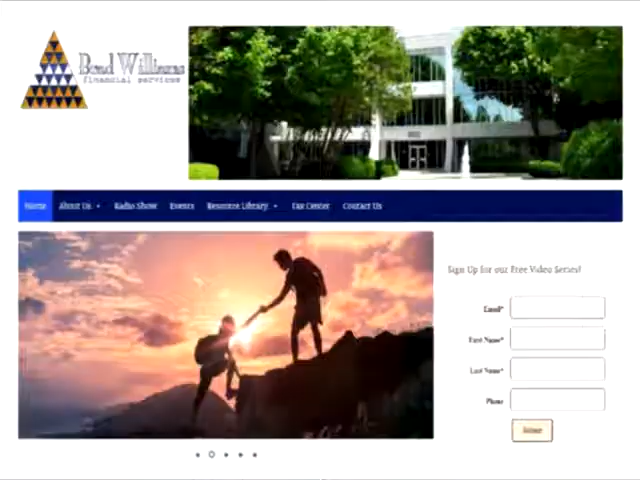 Brad Williams
financial services
Home About Us Radio Show Events Resource Library Tax Center Contact Us
Sign Up for our Free Video Series!
Email*
First Name*
Last Name*
Phone